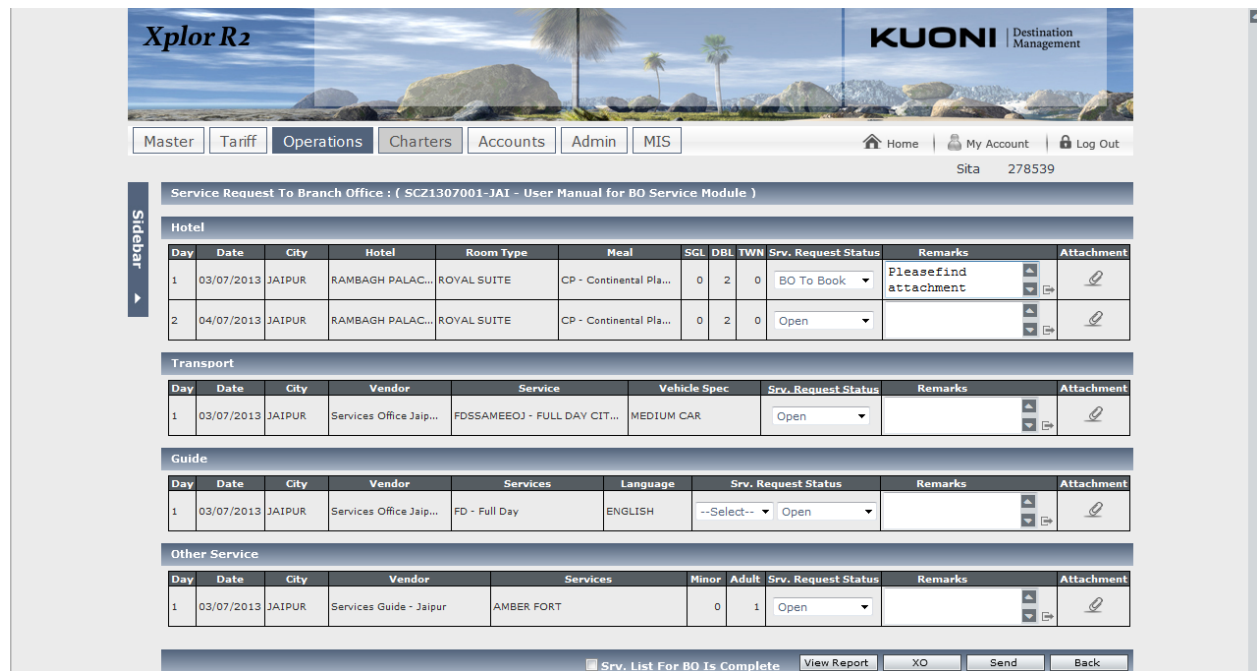 Xplor R2
KUONI Destination Management
Master Tariff Operations Charters Accounts Admin MIS Home My Account Log Out
Sita 278539
Sidebar
Service Request To Branch Office : ( SCZ1307001-JAI - User Manual for BO Service Module )
Hotel
Day Date City Hotel Room Type Meal SGL DBL TWN Srv. Request Status Remarks Attachment
1 03/07/2013 JAIPUR RAMBAGH PALAC... ROYAL SUITE CP - Continental Pla... 0 2 0 BO To Book Pleasefind attachment
2 04/07/2013 JAIPUR RAMBAGH PALAC... ROYAL SUITE CP - Continental Pla... 0 2 0 Open
Transport
Day Date City Vendor Service Vehicle Spec Srv. Request Status Remarks Attachment
1 03/07/2013 JAIPUR Services Office Jaip... FDSSAMEEOJ - FULL DAY CIT... MEDIUM CAR Open
Guide
Day Date City Vendor Services Language Srv. Request Status Remarks Attachment
1 03/07/2013 JAIPUR Services Office Jaip... FD - Full Day ENGLISH --Select-- Open
Other Service
Day Date City Vendor Services Minor Adult Srv. Request Status Remarks Attachment
1 03/07/2013 JAIPUR Services Guide - Jaipur AMBER FORT 0 1 Open
Srv. List For BO Is Complete View Report XO Send Back